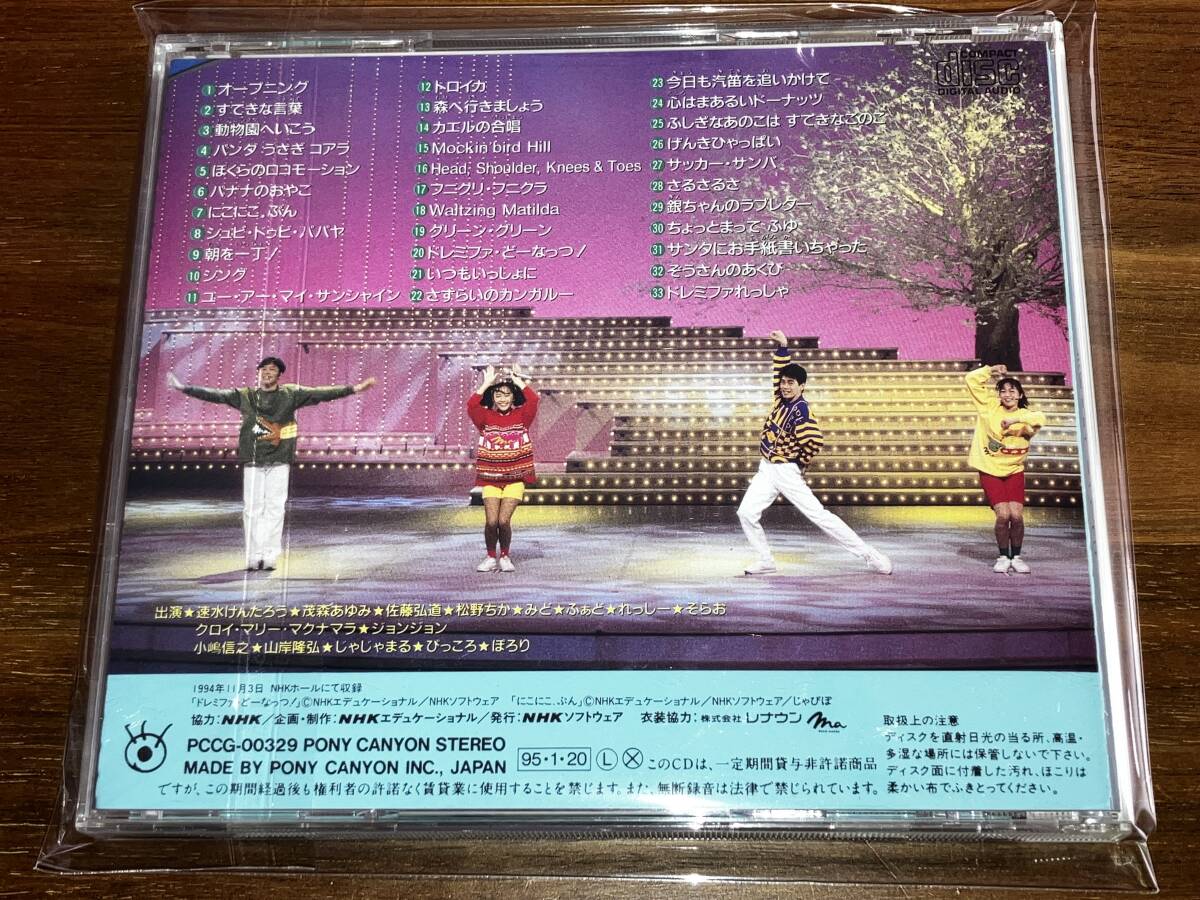 1 オープニング
2 すてきな言葉
3 動物園へいこう
4 パンダ うさぎ コアラ
5 ぼくらのロコモーション
6 バナナのおやこ
7 にこにこ、ぷん
8 シュビ・ドゥビ・パパヤ
9 朝を一丁!
10 シング
11 ユー・アー・マイ・サンシャイン
12 トロイカ
13 森へ行きましょう
14 カエルの合唱
15 Mockin'bird Hill
16 Head, Shoulder, Knees & Toes
17 フニクリ・フニクラ
18 Waltzing Matilda
19 グリーン・グリーン
20 ドレミファ・どーなっつ!
21 いつもいっしょに
22 さすらいのカンガルー
23 今日も汽笛を追いかけて
24 心はまあるいドーナッツ
25 ふしぎなあのこは すてきなこのこ
26 げんきひゃっぱい
27 サッカー・サンバ
28 さるさるさ
29 銀ちゃんのラブレター
30 ちょっとまって ふゆ
31 サンタにお手紙書いちゃった
32 ぞうさんのあくび
33 ドレミファれっしゃ
COMPACT
disc
DIGITAL AUDIO
出演★速水けんたろう★茂森あゆみ★佐藤弘道★松野ちか★みど★ふぁど★れっしー★そらお
クロイ・マリー・マクナマラ★ジョンジョン
小嶋信之★山岸隆弘★じゃじゃまる★ぴっころ★ぽろり
1994年11月3日 NHKホールにて収録
「ドレミファ・どーなっつ!」©NHKエデュケーショナル/NHKソフトウェア 「にこにこ、ぷん」©NHKエデュケーショナル/NHKソフトウェア/じゃぴぽ
協力:NHK/企画・制作:NHKエデュケーショナル/発行:NHKソフトウェア 衣装協力:株式会社 レナウン ma
PCCG-00329 PONY CANYON STEREO
MADE BY PONY CANYON INC., JAPAN
95・1・20 Ⓛ Ⓧ このCDは、一定期間貸与非許諾商品
ですが、この期間経過後も権利者の許諾なく賃貸業に使用することを禁じます。また、無断録音は法律で禁じられています。
取扱上の注意
ディスクを直射日光の当る所、高温・
多湿な場所には保管しないで下さい。
ディスク面に付着した汚れ、ほこりは
柔かい布でふきとってください。